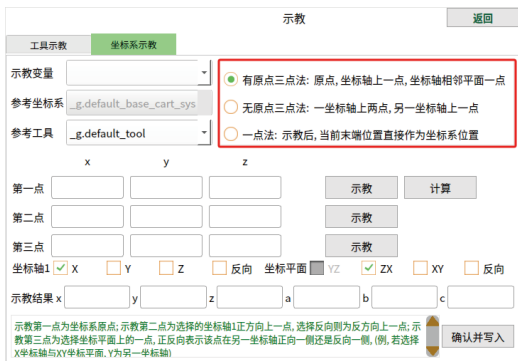 示教 返回
工具示教 坐标系示教
示教变量
有原点三点法: 原点, 坐标轴上一点, 坐标轴相邻平面一点
参考坐标系 _g.default_base_cart_sys
无原点三点法: 一坐标轴上两点, 另一坐标轴上一点
参考工具 _g.default_tool
一点法: 示教后, 当前末端位置直接作为坐标系位置
x y z
第一点 示教 计算
第二点 示教
第三点 示教
坐标轴1 X Y Z 反向 坐标平面 YZ ZX XY 反向
示教结果 x y z a b c
示教第一点为坐标系原点; 示教第二点为选择的坐标轴1正方向上一点, 选择反向则为反方向上一点; 示
教第三点为选择坐标平面上的一点, 正反向表示该点在另一坐标轴正向一侧还是反向一侧, (例, 若选择
X坐标轴与XY坐标平面, Y为另一坐标轴)
确认并写入